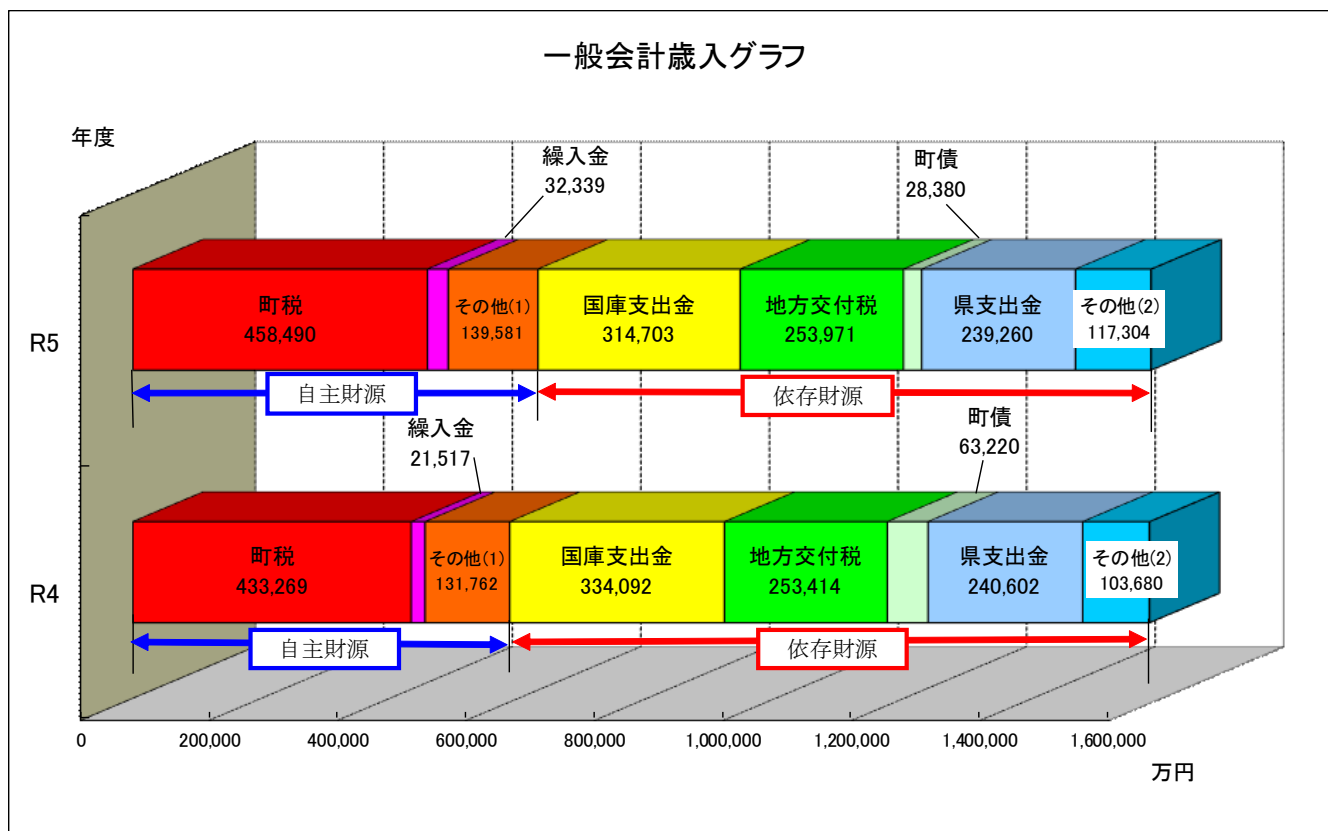 一般会計歳入グラフ
年度
繰入金
32,339
町債
28,380
R5
町税
458,490
その他(1)
139,581
国庫支出金
314,703
地方交付税
253,971
県支出金
239,260
その他(2)
117,304
自主財源
依存財源
繰入金
21,517
町債
63,220
R4
町税
433,269
その他(1)
131,762
国庫支出金
334,092
地方交付税
253,414
県支出金
240,602
その他(2)
103,680
自主財源
依存財源
0 200,000 400,000 600,000 800,000 1,000,000 1,200,000 1,400,000 1,600,000
万円